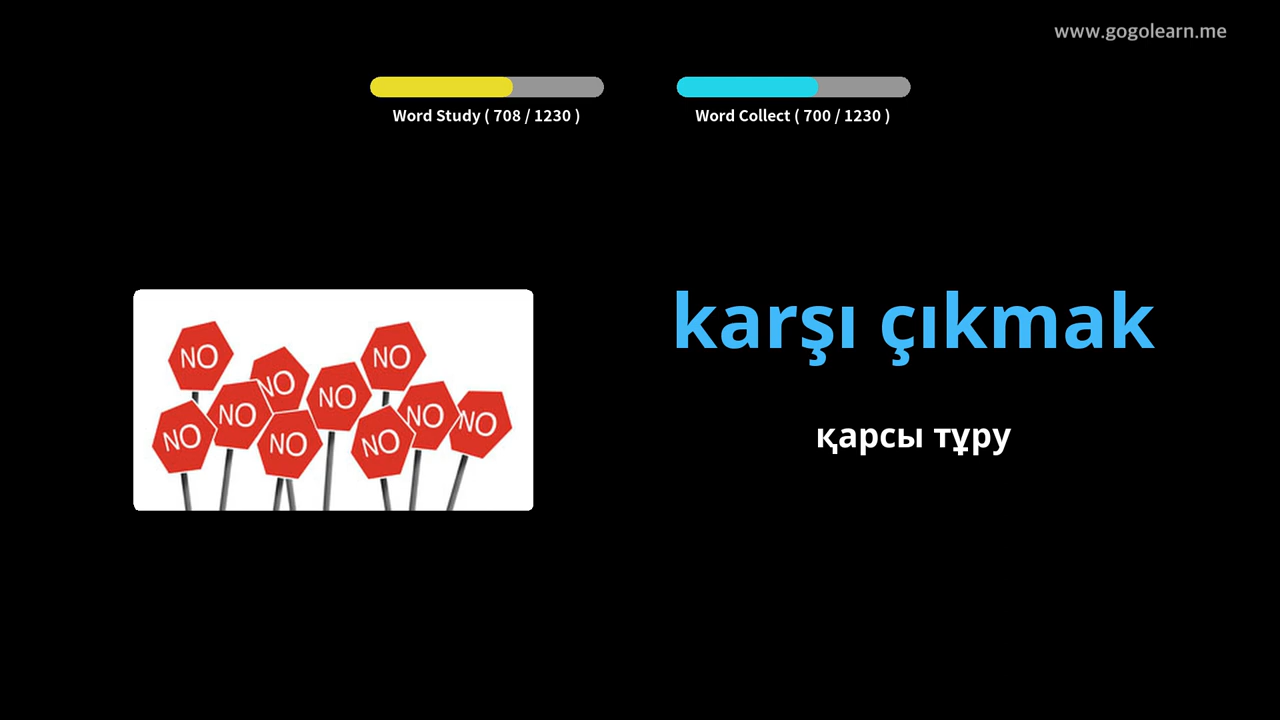 www.gogolearn.me
Word Study ( 708 / 1230 )
Word Collect ( 700 / 1230 )
karşı çıkmak
қарсы тұру
NO
NO
NO
NO
NO
NO
NO
NO
NO
NO